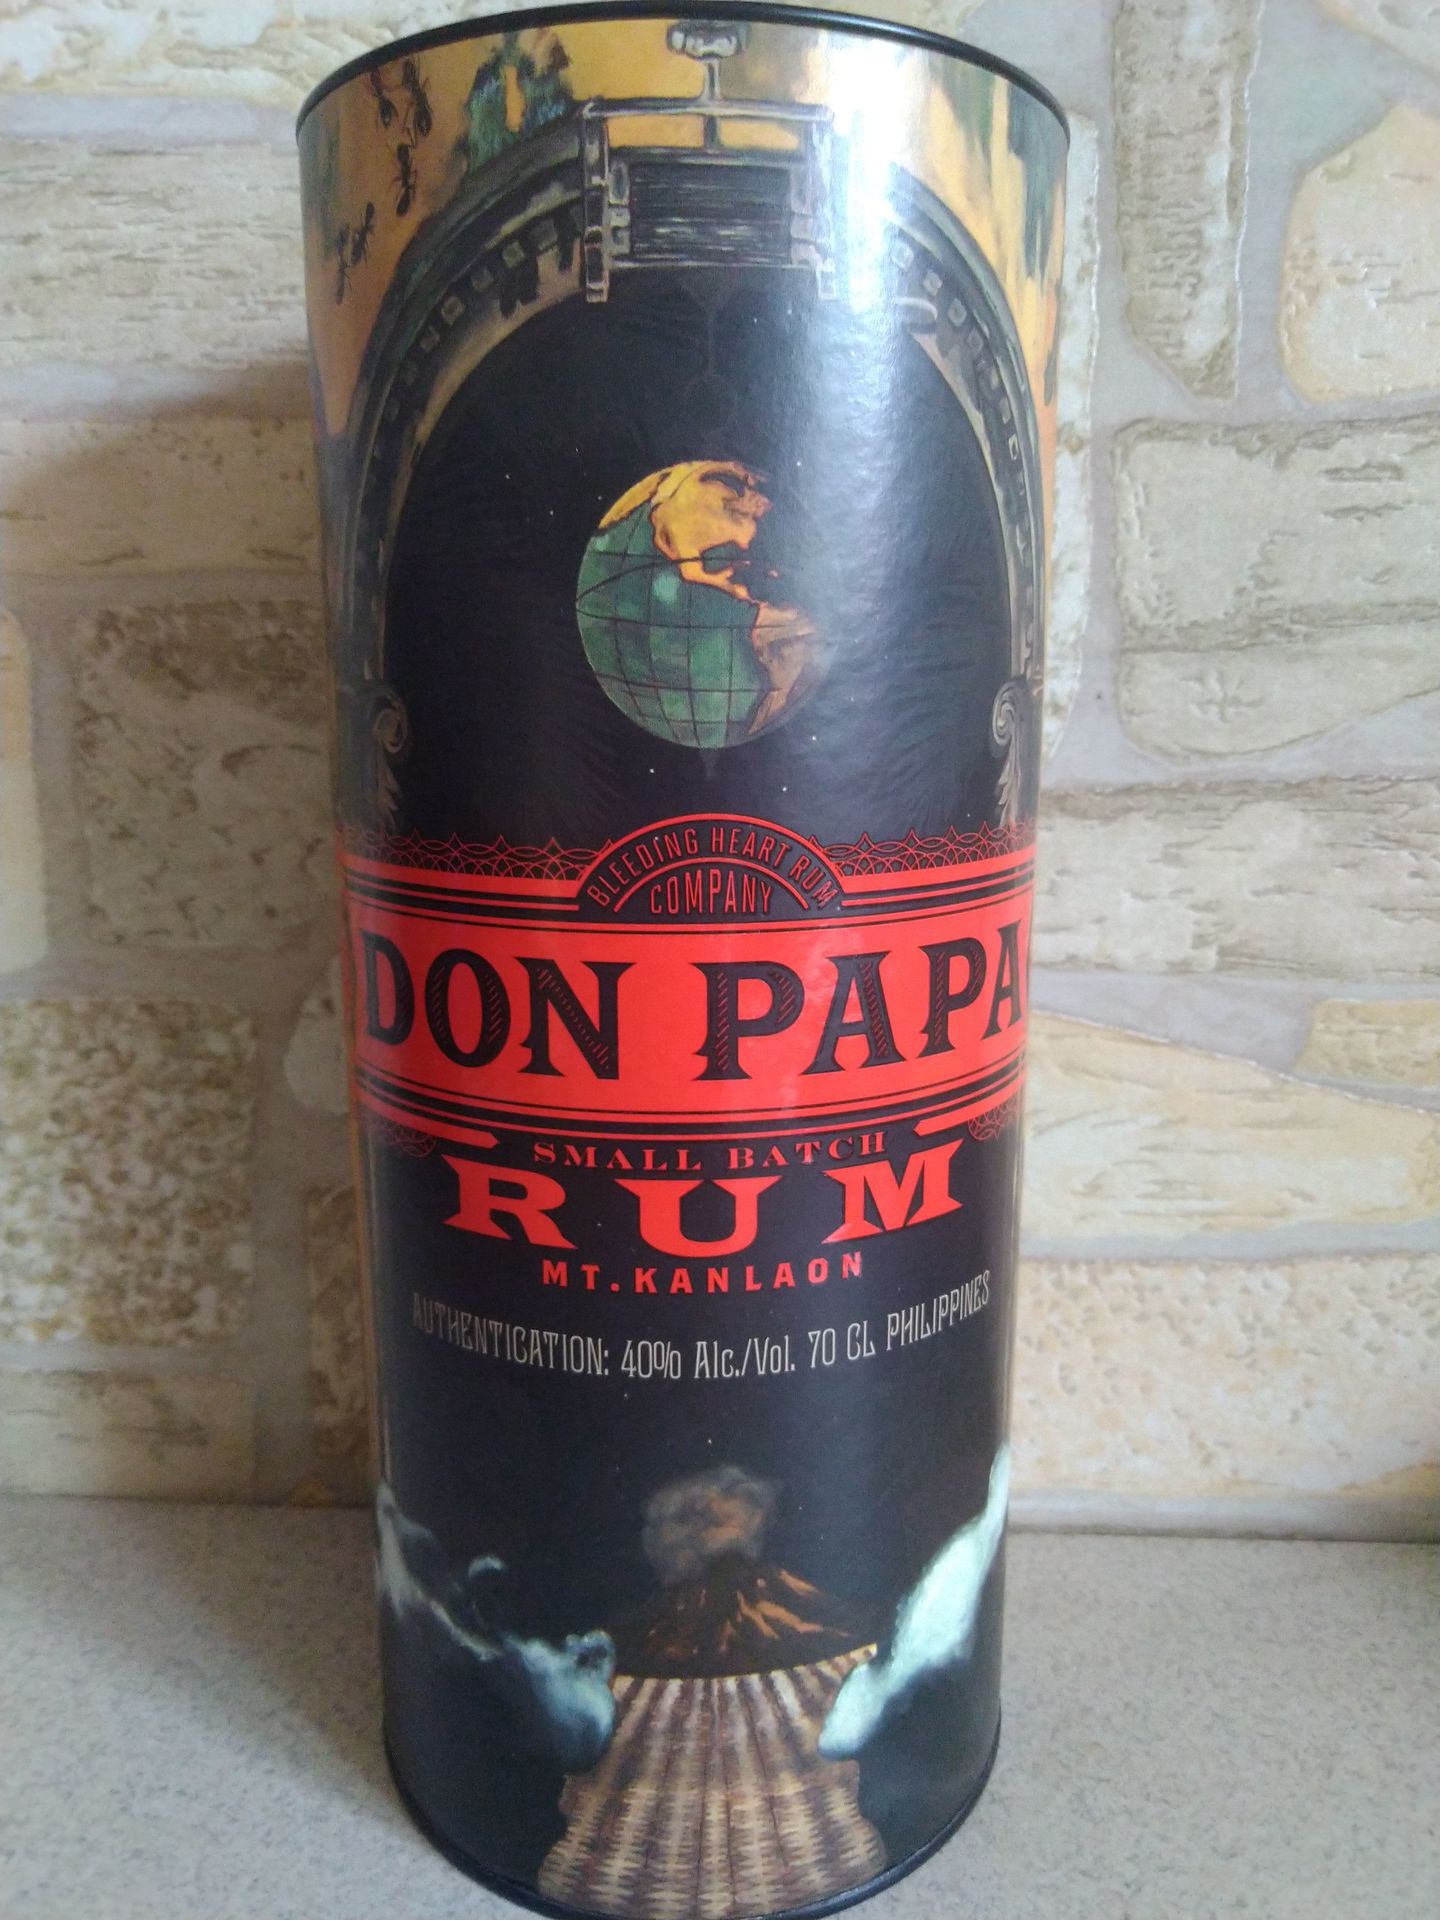 BLEEDING HEART RUM
COMPANY
DON PAPA
SMALL BATCH
RUM
MT. KANLAON
AUTHENTICATION: 40% Alc./Vol. 70 CL PHILIPPINES